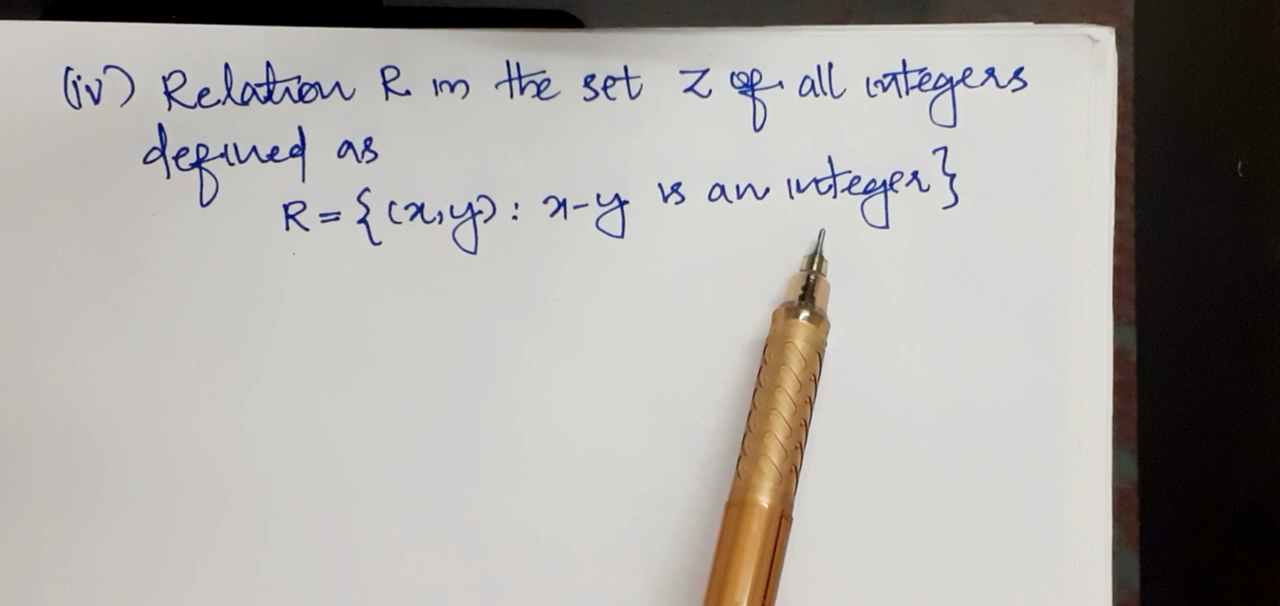 (iv) Relation R in the set Z of all integers
defined as
R = {(x,y) : x-y is an integer}